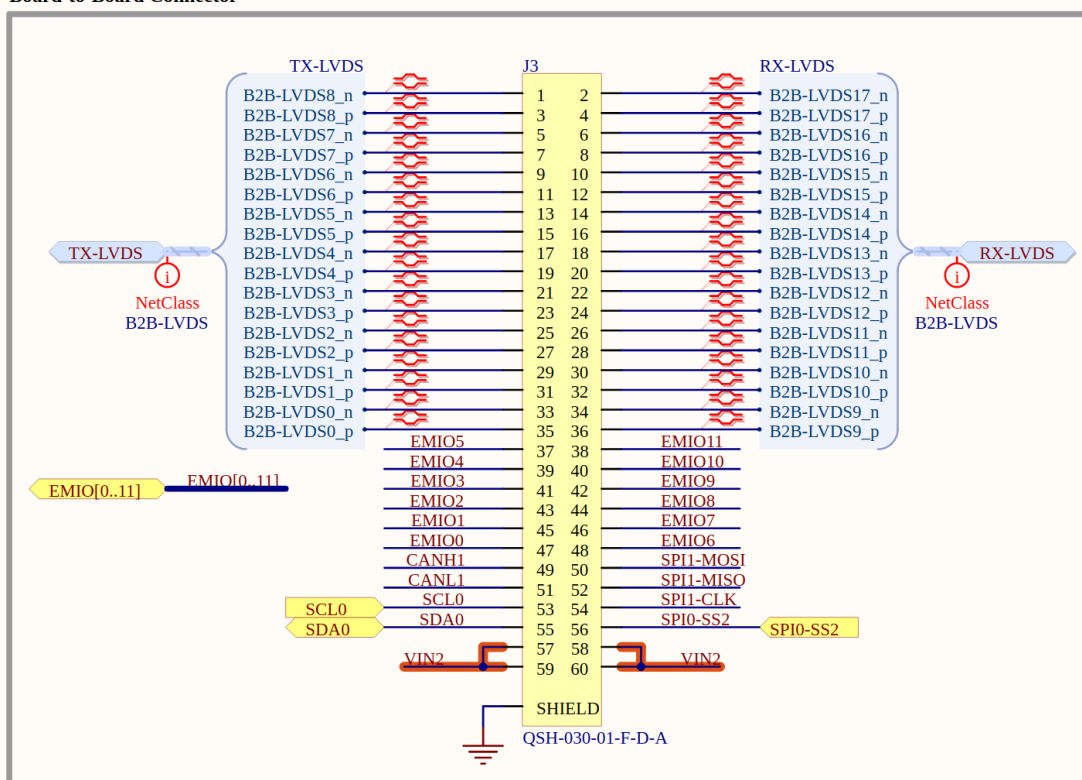 Board-to-Board Connector
TX-LVDS J3 RX-LVDS
B2B-LVDS8_n 1 2 B2B-LVDS17_n
B2B-LVDS8_p 3 4 B2B-LVDS17_p
B2B-LVDS7_n 5 6 B2B-LVDS16_n
B2B-LVDS7_p 7 8 B2B-LVDS16_p
B2B-LVDS6_n 9 10 B2B-LVDS15_n
B2B-LVDS6_p 11 12 B2B-LVDS15_p
B2B-LVDS5_n 13 14 B2B-LVDS14_n
B2B-LVDS5_p 15 16 B2B-LVDS14_p
TX-LVDS B2B-LVDS4_n 17 18 B2B-LVDS13_n RX-LVDS
i B2B-LVDS4_p 19 20 B2B-LVDS13_p i
NetClass B2B-LVDS3_n 21 22 B2B-LVDS12_n NetClass
B2B-LVDS B2B-LVDS3_p 23 24 B2B-LVDS12_p B2B-LVDS
B2B-LVDS2_n 25 26 B2B-LVDS11_n
B2B-LVDS2_p 27 28 B2B-LVDS11_p
B2B-LVDS1_n 29 30 B2B-LVDS10_n
B2B-LVDS1_p 31 32 B2B-LVDS10_p
B2B-LVDS0_n 33 34 B2B-LVDS9_n
B2B-LVDS0_p 35 36 B2B-LVDS9_p
EMIO5 37 38 EMIO11
EMIO4 39 40 EMIO10
EMIO[0..11] EMIO[0..11] EMIO3 41 42 EMIO9
EMIO2 43 44 EMIO8
EMIO1 45 46 EMIO7
EMIO0 47 48 EMIO6
CANH1 49 50 SPI1-MOSI
CANL1 51 52 SPI1-MISO
SCL0 SCL0 53 54 SPI1-CLK
SDA0 SDA0 55 56 SPI0-SS2 SPI0-SS2
57 58
VIN2 59 60 VIN2
SHIELD
QSH-030-01-F-D-A